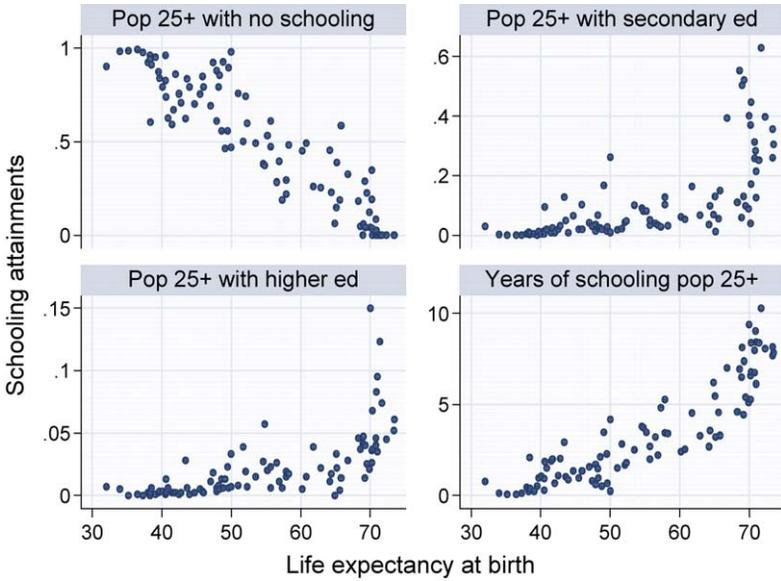 Pop 25+ with no schooling
Pop 25+ with secondary ed
1
.5
0
.6
.4
.2
0
Pop 25+ with higher ed
Years of schooling pop 25+
.15
.1
.05
0
10
5
0
30 40 50 60 70
30 40 50 60 70
Schooling attainments
Life expectancy at birth